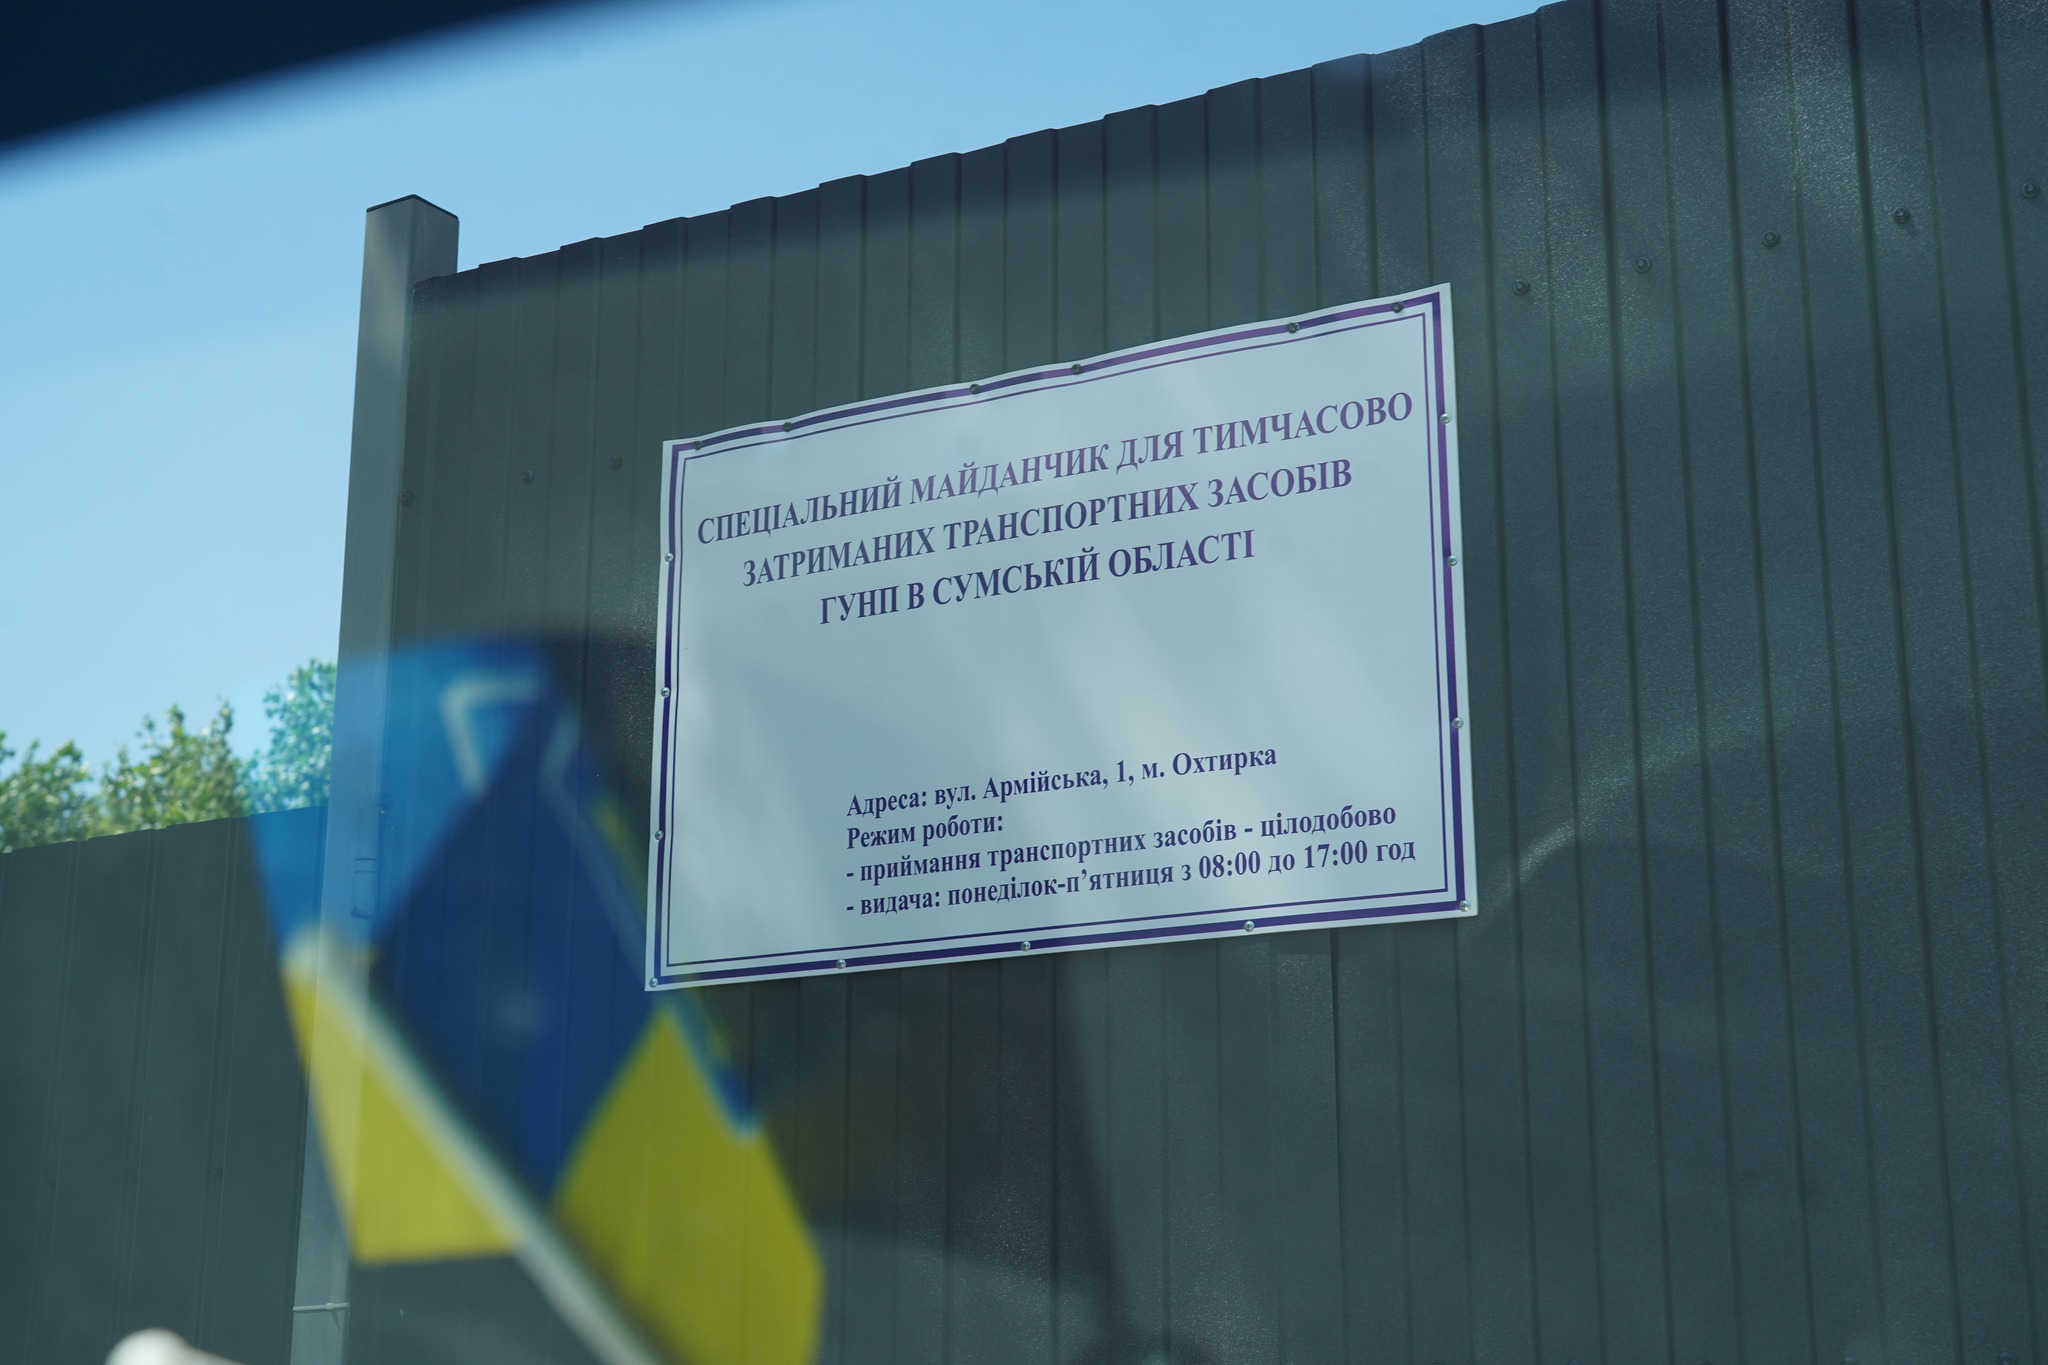 СПЕЦІАЛЬНИЙ МАЙДАНЧИК ДЛЯ ТИМЧАСОВО
ЗАТРИМАНИХ ТРАНСПОРТНИХ ЗАСОБІВ
ГУНП В СУМСЬКІЙ ОБЛАСТІ
Адреса: вул. Армійська, 1, м. Охтирка
Режим роботи:
- приймання транспортних засобів - цілодобово
- видача: понеділок-п’ятниця з 08:00 до 17:00 год